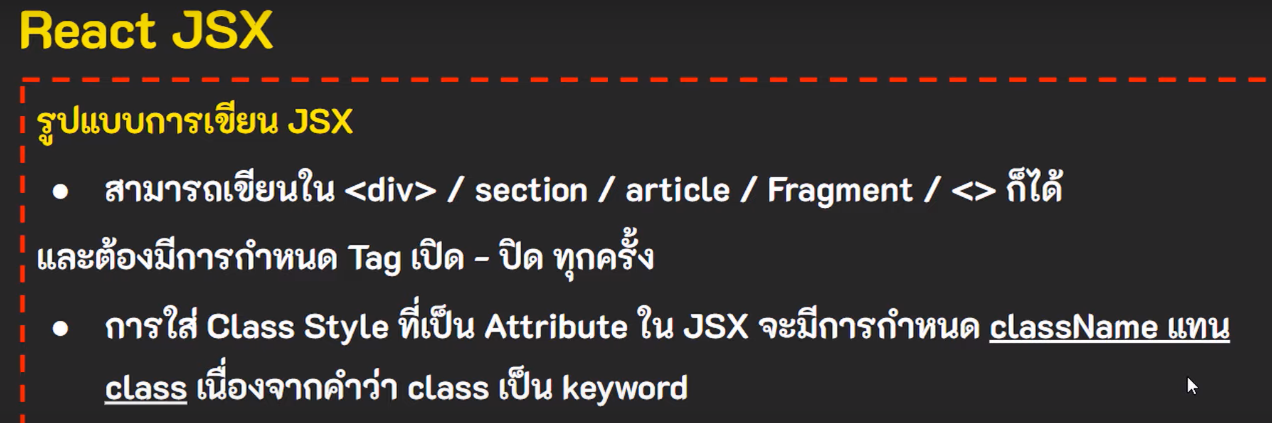 React JSX
รูปแบบการเขียน JSX
● สามารถเขียนใน <div> / section / article / Fragment / <> ก็ได้
และต้องมีการกำหนด Tag เปิด - ปิด ทุกครั้ง
● การใส่ Class Style ที่เป็น Attribute ใน JSX จะมีการกำหนด className แทน
class เนื่องจากคำว่า class เป็น keyword